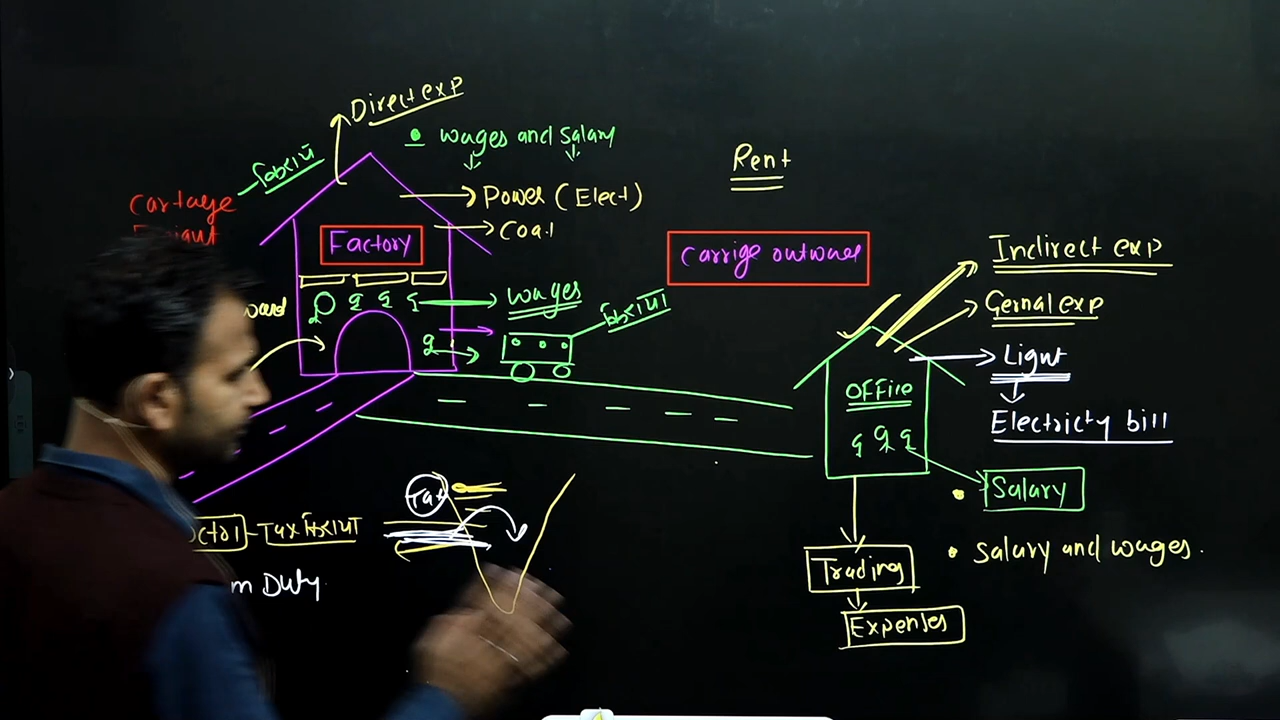 Direct exp
• wages and Salary
किराया
Cartage
Power (Elect)
Coal
Factory
wages
किराया
Rent
Carrige outward
Indirect exp
Gernal exp
Light
Electricty bill
OFFice
• Salary
• Salary and wages.
Trading
Expenses
Tax
Tax किराया
Duty